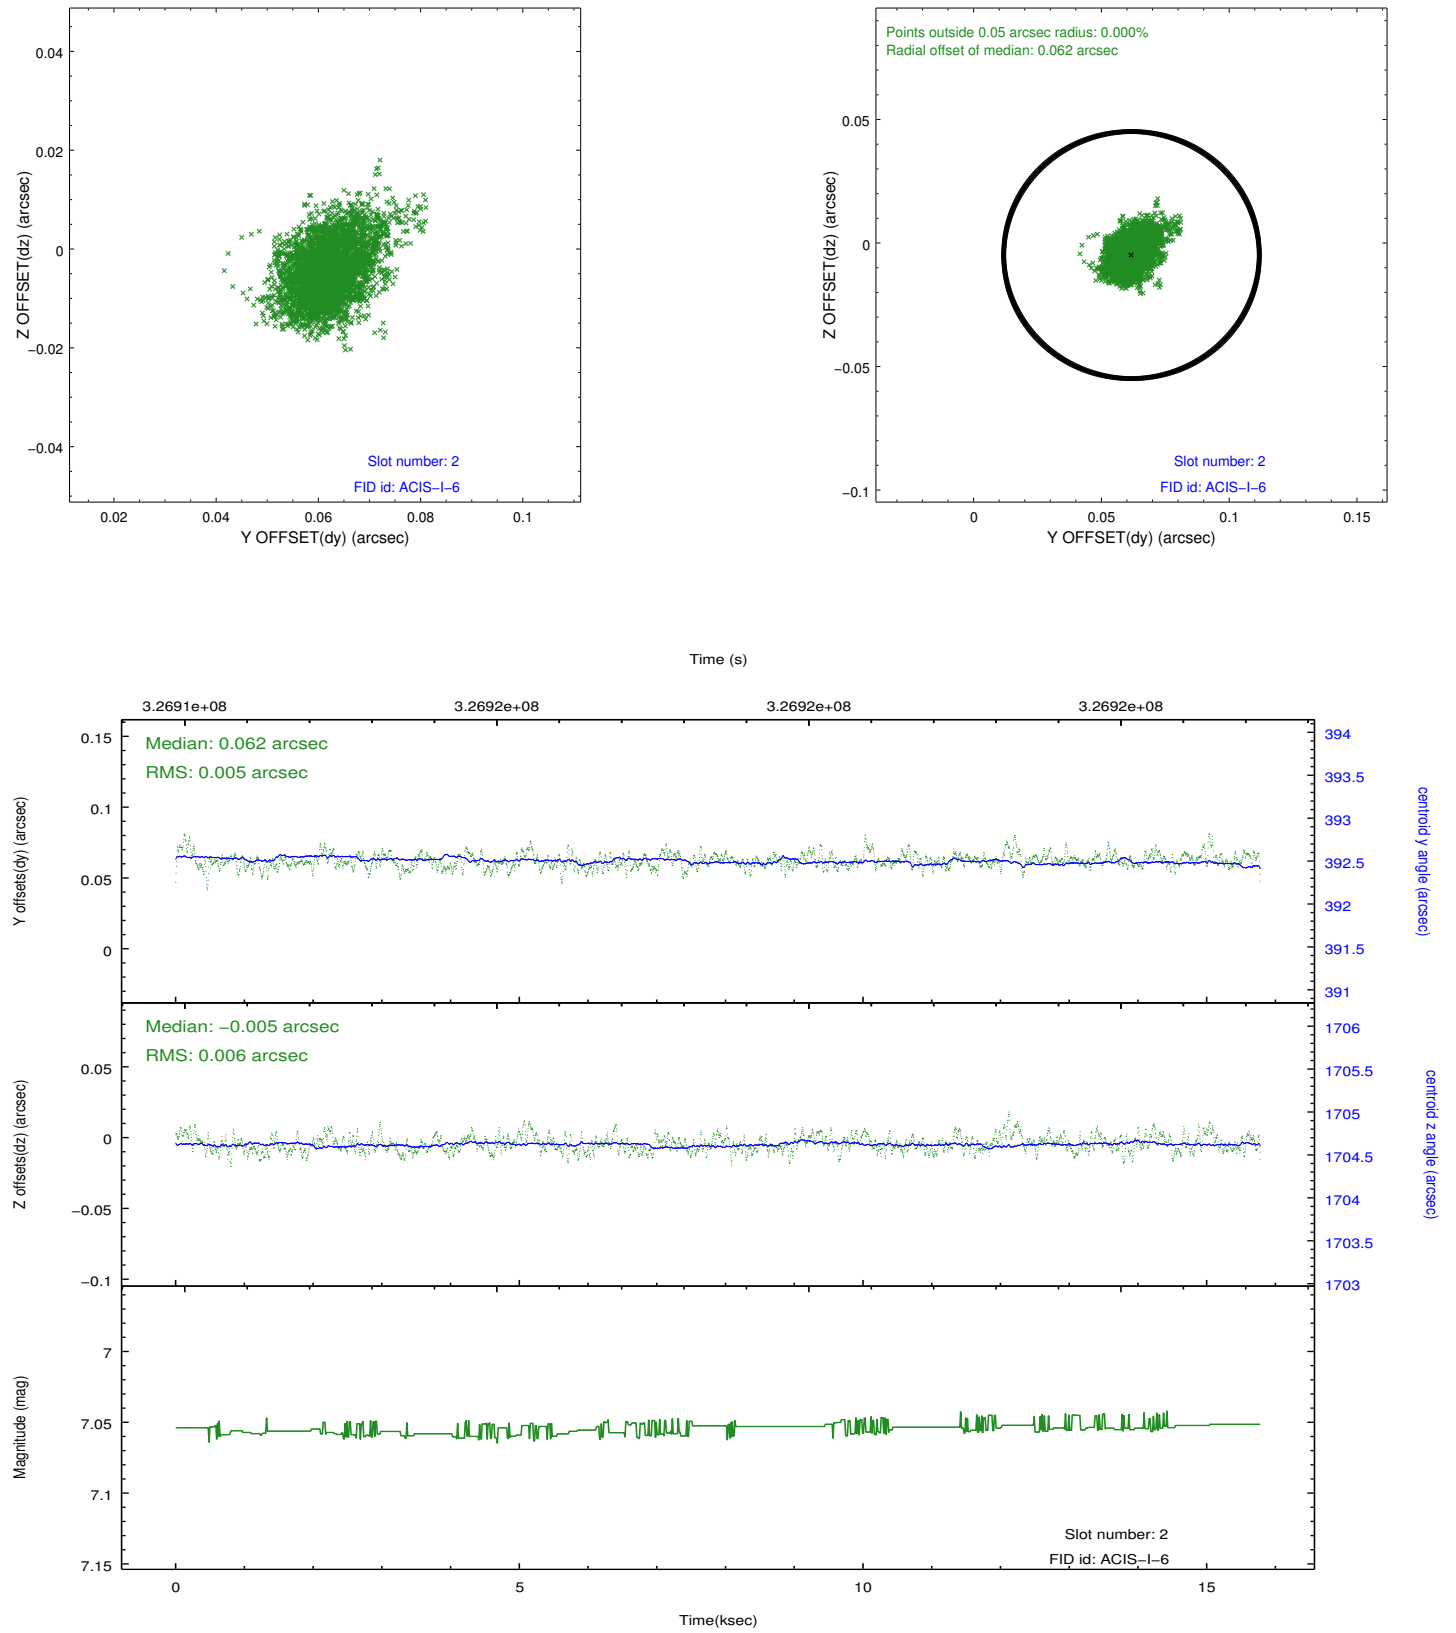 0.04
0.02
0
−0.02
−0.04
Z OFFSET(dz) (arcsec)
Slot number: 2
FID id: ACIS−I−6
0.02 0.04 0.06 0.08 0.1
Y OFFSET(dy) (arcsec)
Points outside 0.05 arcsec radius: 0.000%
Radial offset of median: 0.062 arcsec
0.05
0
−0.05
−0.1
Z OFFSET(dz) (arcsec)
Slot number: 2
FID id: ACIS−I−6
0 0.05 0.1 0.15
Y OFFSET(dy) (arcsec)
Time (s)
3.2691e+08 3.2692e+08 3.2692e+08 3.2692e+08
Median: 0.062 arcsec
RMS: 0.005 arcsec
0.15
0.1
0.05
0
Y offsets(dy) (arcsec)
394
393.5
393
392.5
392
391.5
391
centroid y angle (arcsec)
Median: −0.005 arcsec
RMS: 0.006 arcsec
0.05
0
−0.05
−0.1
Z offsets(dz) (arcsec)
1706
1705.5
1705
1704.5
1704
1703.5
1703
centroid z angle (arcsec)
7
7.05
7.1
7.15
Magnitude (mag)
Slot number: 2
FID id: ACIS−I−6
0 5 10 15
Time(ksec)